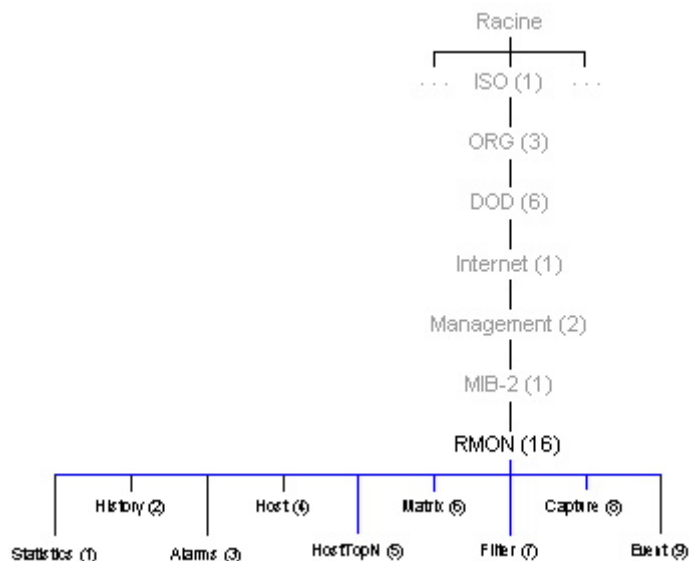 Racine
. . . ISO (1) . . .
ORG (3)
DOD (6)
Internet (1)
Management (2)
MIB-2 (1)
RMON (16)
History (2) Host (4) Matrix (6) Capture (8)
Statistics (1) Alarms (3) HostTopN (5) Filter (7) Event (9)